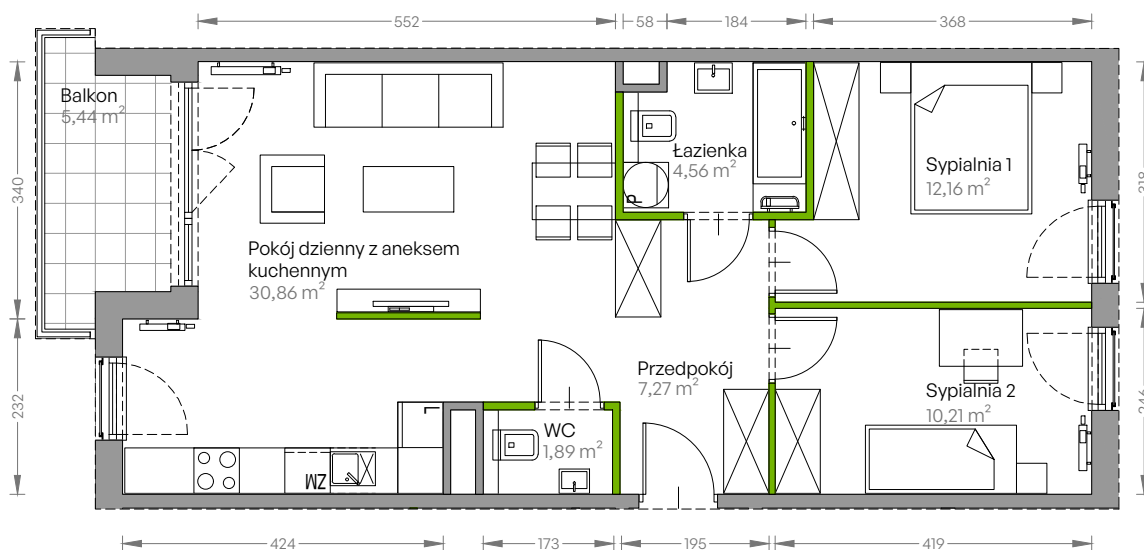 552
58
184
368
Balkon
5,44 m²
340
Łazienka
4,56 m²
P
Sypialnia 1
12,16 m²
318
Pokój dzienny z aneksem
kuchennym
30,86 m²
232
Przedpokój
7,27 m²
Sypialnia 2
10,21 m²
246
L
WC
1,89 m²
ZM
424
173
195
419